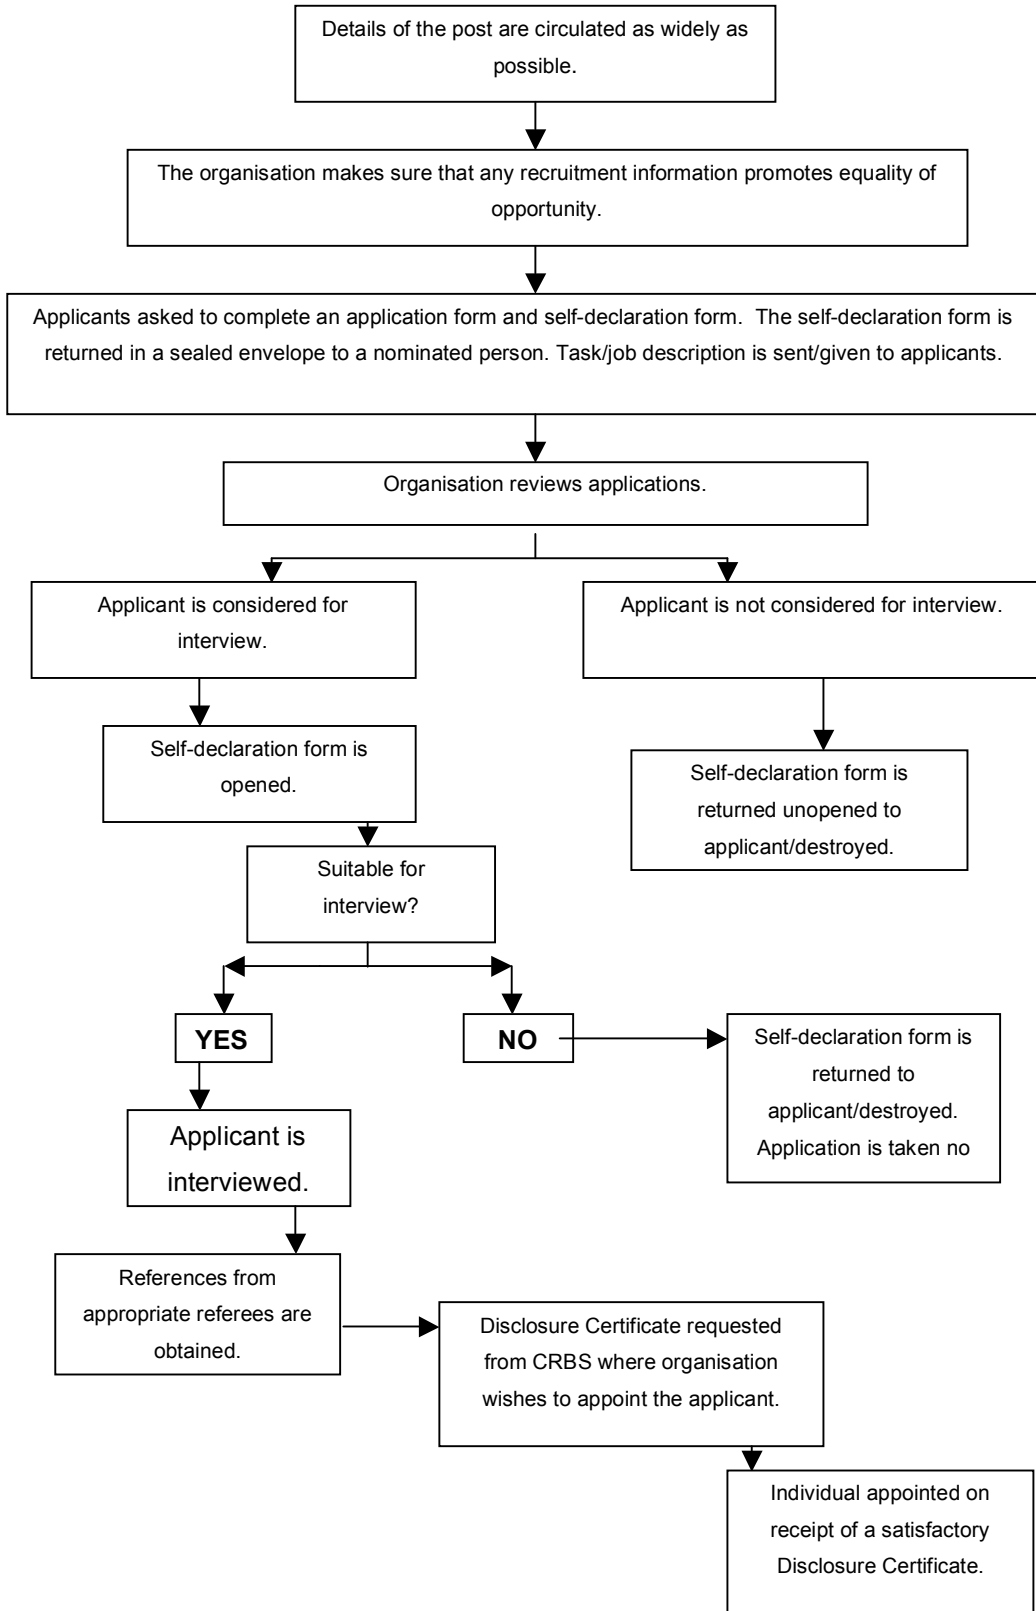 Details of the post are circulated as widely as
possible.
The organisation makes sure that any recruitment information promotes equality of
opportunity.
Applicants asked to complete an application form and self-declaration form.  The self-declaration form is
returned in a sealed envelope to a nominated person. Task/job description is sent/given to applicants.
Organisation reviews applications.
Applicant is considered for
interview.
Applicant is not considered for interview.
Self-declaration form is
opened.
Self-declaration form is
returned unopened to
applicant/destroyed.
Suitable for
interview?
YES
NO
Self-declaration form is
returned to
applicant/destroyed.
Application is taken no
Applicant is
interviewed.
References from
appropriate referees are
obtained.
Disclosure Certificate requested
from CRBS where organisation
wishes to appoint the applicant.
Individual appointed on
receipt of a satisfactory
Disclosure Certificate.